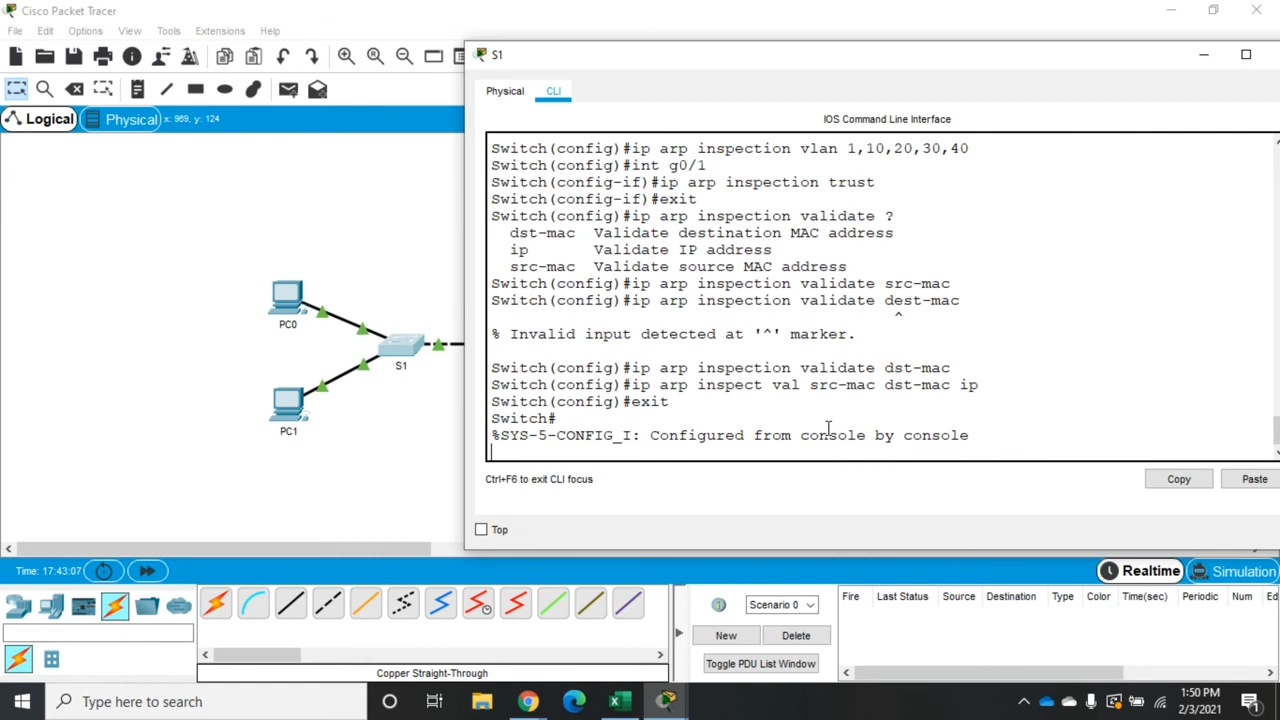 Cisco Packet Tracer
File Edit Options View Tools Extensions Help
S1
Physical CLI
Logical Physical x: 969, y: 124
IOS Command Line Interface
Switch(config)#ip arp inspection vlan 1,10,20,30,40
Switch(config)#int g0/1
Switch(config-if)#ip arp inspection trust
Switch(config-if)#exit
Switch(config)#ip arp inspection validate ?
dst-mac Validate destination MAC address
ip Validate IP address
src-mac Validate source MAC address
Switch(config)#ip arp inspection validate src-mac
Switch(config)#ip arp inspection validate dest-mac
^
% Invalid input detected at '^' marker.
Switch(config)#ip arp inspection validate dst-mac
Switch(config)#ip arp inspect val src-mac dst-mac ip
Switch(config)#exit
Switch#
%SYS-5-CONFIG_I: Configured from console by console
PC0
S1
PC1
Ctrl+F6 to exit CLI focus
Copy Paste
Top
Time: 17:43:07
Realtime Simulation
Scenario 0
Fire Last Status Source Destination Type Color Time(sec) Periodic Num Ed
New Delete
Toggle PDU List Window
Copper Straight-Through
Type here to search
1:50 PM
2/3/2021
1